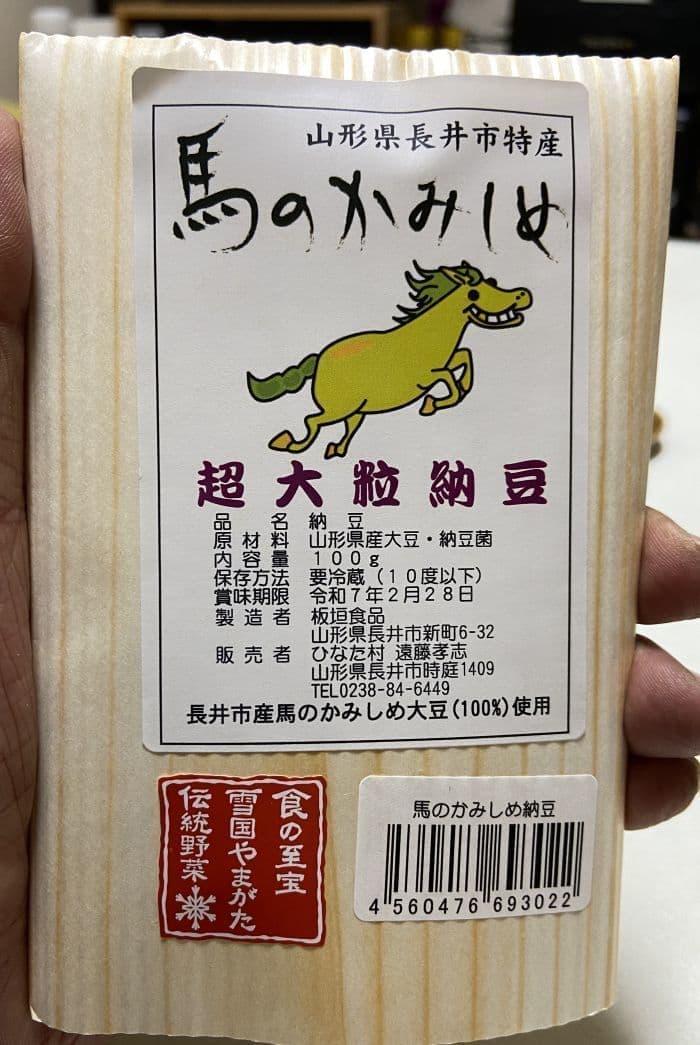 山形県長井市特産
馬のかみしめ
超大粒納豆
品名 納豆
原材料 山形県産大豆・納豆菌
内容量 １００ｇ
保存方法 要冷蔵（１０度以下）
賞味期限 令和７年２月２８日
製造者 板垣食品
山形県長井市新町6-32
販売者 ひなた村 遠藤孝志
山形県長井市時庭1409
TEL0238-84-6449
長井市産馬のかみしめ大豆(100%)使用
食の至宝
雪国やまがた
伝統野菜
馬のかみしめ納豆
4 560476 693022